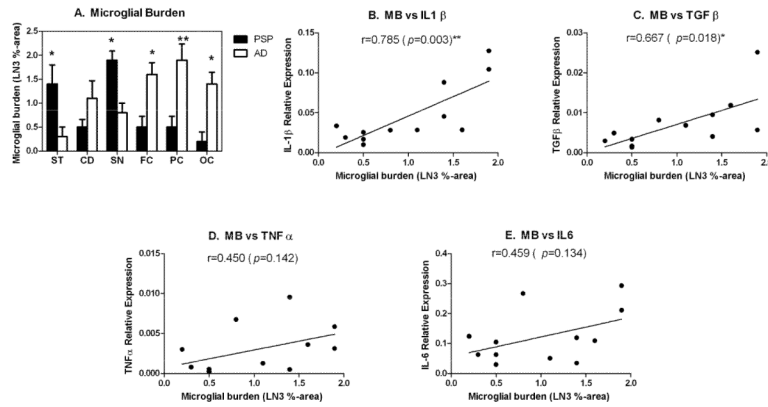 A. Microglial Burden
Microglial burden (LN3 %-area)
2.5
2.0
1.5
1.0
0.5
0.0
* * * ** *
PSP
AD
ST CD SN FC PC OC
B. MB vs IL1 β
r=0.785 (p=0.003)**
IL-1β Relative Expression
0.15
0.10
0.05
0.00
0.0 0.5 1.0 1.5 2.0
Microglial burden (LN3 %-area)
C. MB vs TGF β
r=0.667 (p=0.018)*
TGFβ Relative Expression
0.03
0.02
0.01
0.00
0.0 0.5 1.0 1.5 2.0
Microglial burden (LN3 %-area)
D. MB vs TNF α
r=0.450 (p=0.142)
TNFα Relative Expression
0.015
0.010
0.005
0.000
0.0 0.5 1.0 1.5 2.0
Microglial burden (LN3 %-area)
E. MB vs IL6
r=0.459 ( p=0.134)
IL-6 Relative Expression
0.4
0.3
0.2
0.1
0.0
0.0 0.5 1.0 1.5 2.0
Microglial burden (LN3 %-area)